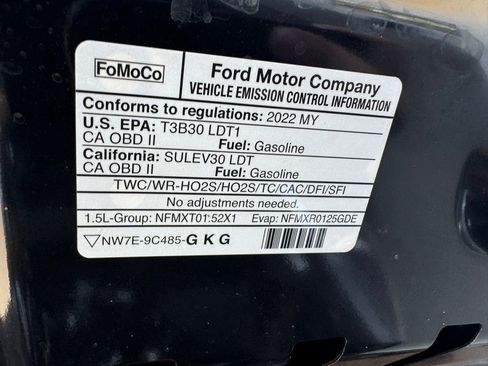 FoMoCo
Ford Motor Company
VEHICLE EMISSION CONTROL INFORMATION
Conforms to regulations: 2022 MY
U.S. EPA: T3B30 LDT1
CA OBD II Fuel: Gasoline
California: SULEV30 LDT
CA OBD II Fuel: Gasoline
TWC/WR-HO2S/HO2S/TC/CAC/DFI/SFI
No adjustments needed.
1.5L-Group: NFMXT01.52X1 Evap: NFMXR0125GDE
NW7E-9C485-G K G